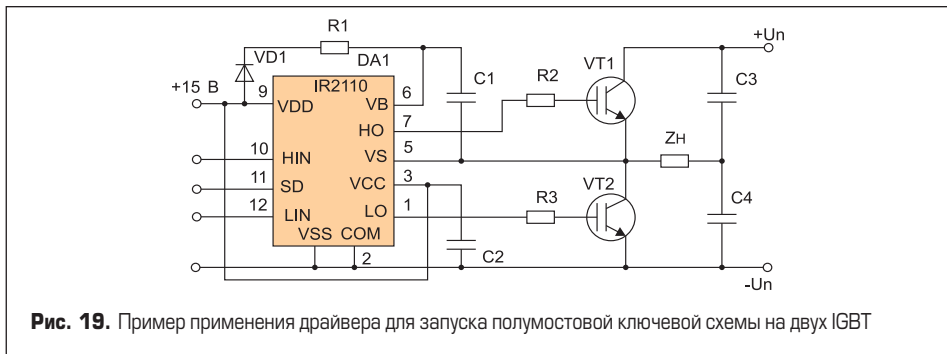 R1
+Un
VD1
DA1
VT1
+15 В
IR2110
C1
R2
C3
9
VDD
VB
6
HO
7
10
HIN
VS
5
Zн
11
SD
VCC
3
VT2
C4
12
LIN
LO
1
R3
VSS
COM
2
C2
-Un
Рис. 19. Пример применения драйвера для запуска полумостовой ключевой схемы на двух IGBT